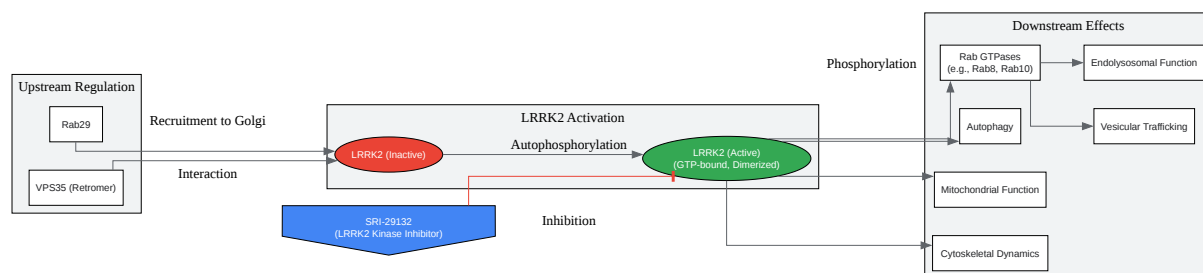 Downstream Effects
Rab GTPases
(e.g., Rab8, Rab10)
Endolysosomal Function
Phosphorylation
Upstream Regulation
Rab29
Recruitment to Golgi
LRRK2 Activation
Autophagy
Vesicular Trafficking
LRRK2 (Inactive)
Autophosphorylation
LRRK2 (Active)
(GTP-bound, Dimerized)
VPS35 (Retromer)
Interaction
Mitochondrial Function
SRI-29132
(LRRK2 Kinase Inhibitor)
Inhibition
Cytoskeletal Dynamics